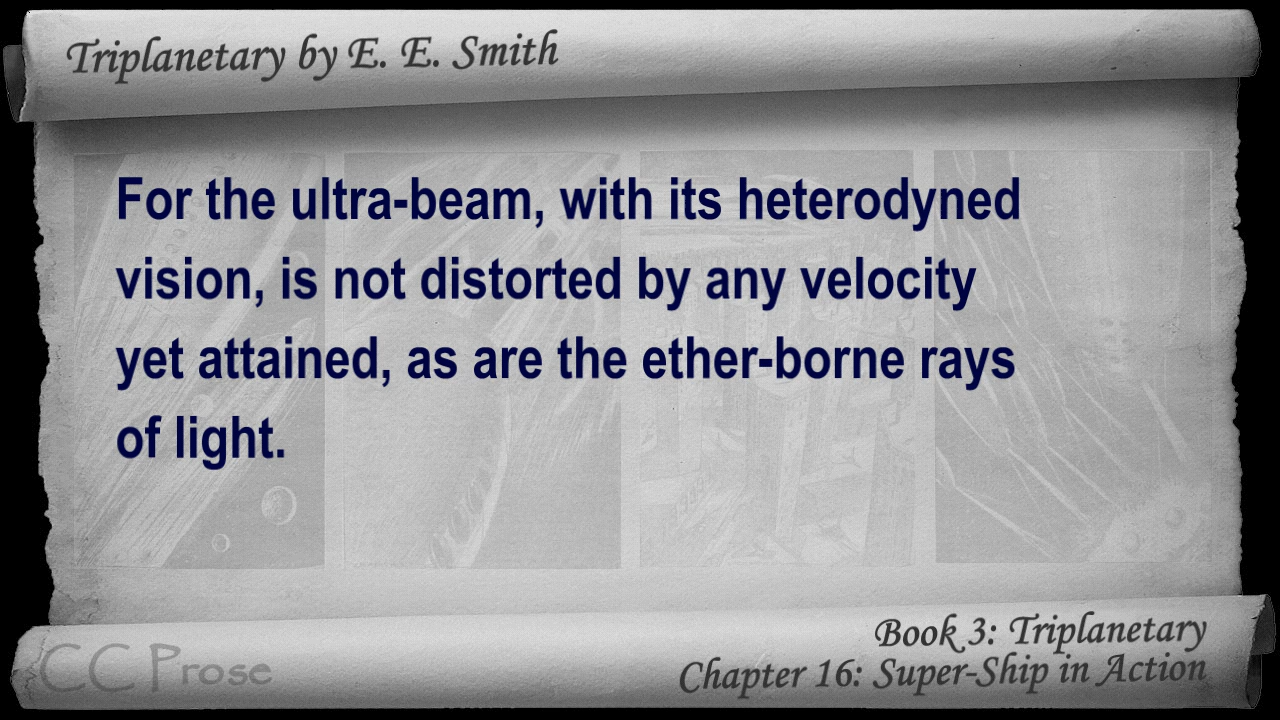 Triplanetary by E. E. Smith
For the ultra-beam, with its heterodyned
vision, is not distorted by any velocity
yet attained, as are the ether-borne rays
of light.
Book 3: Triplanetary
Chapter 16: Super-Ship in Action
CC Prose